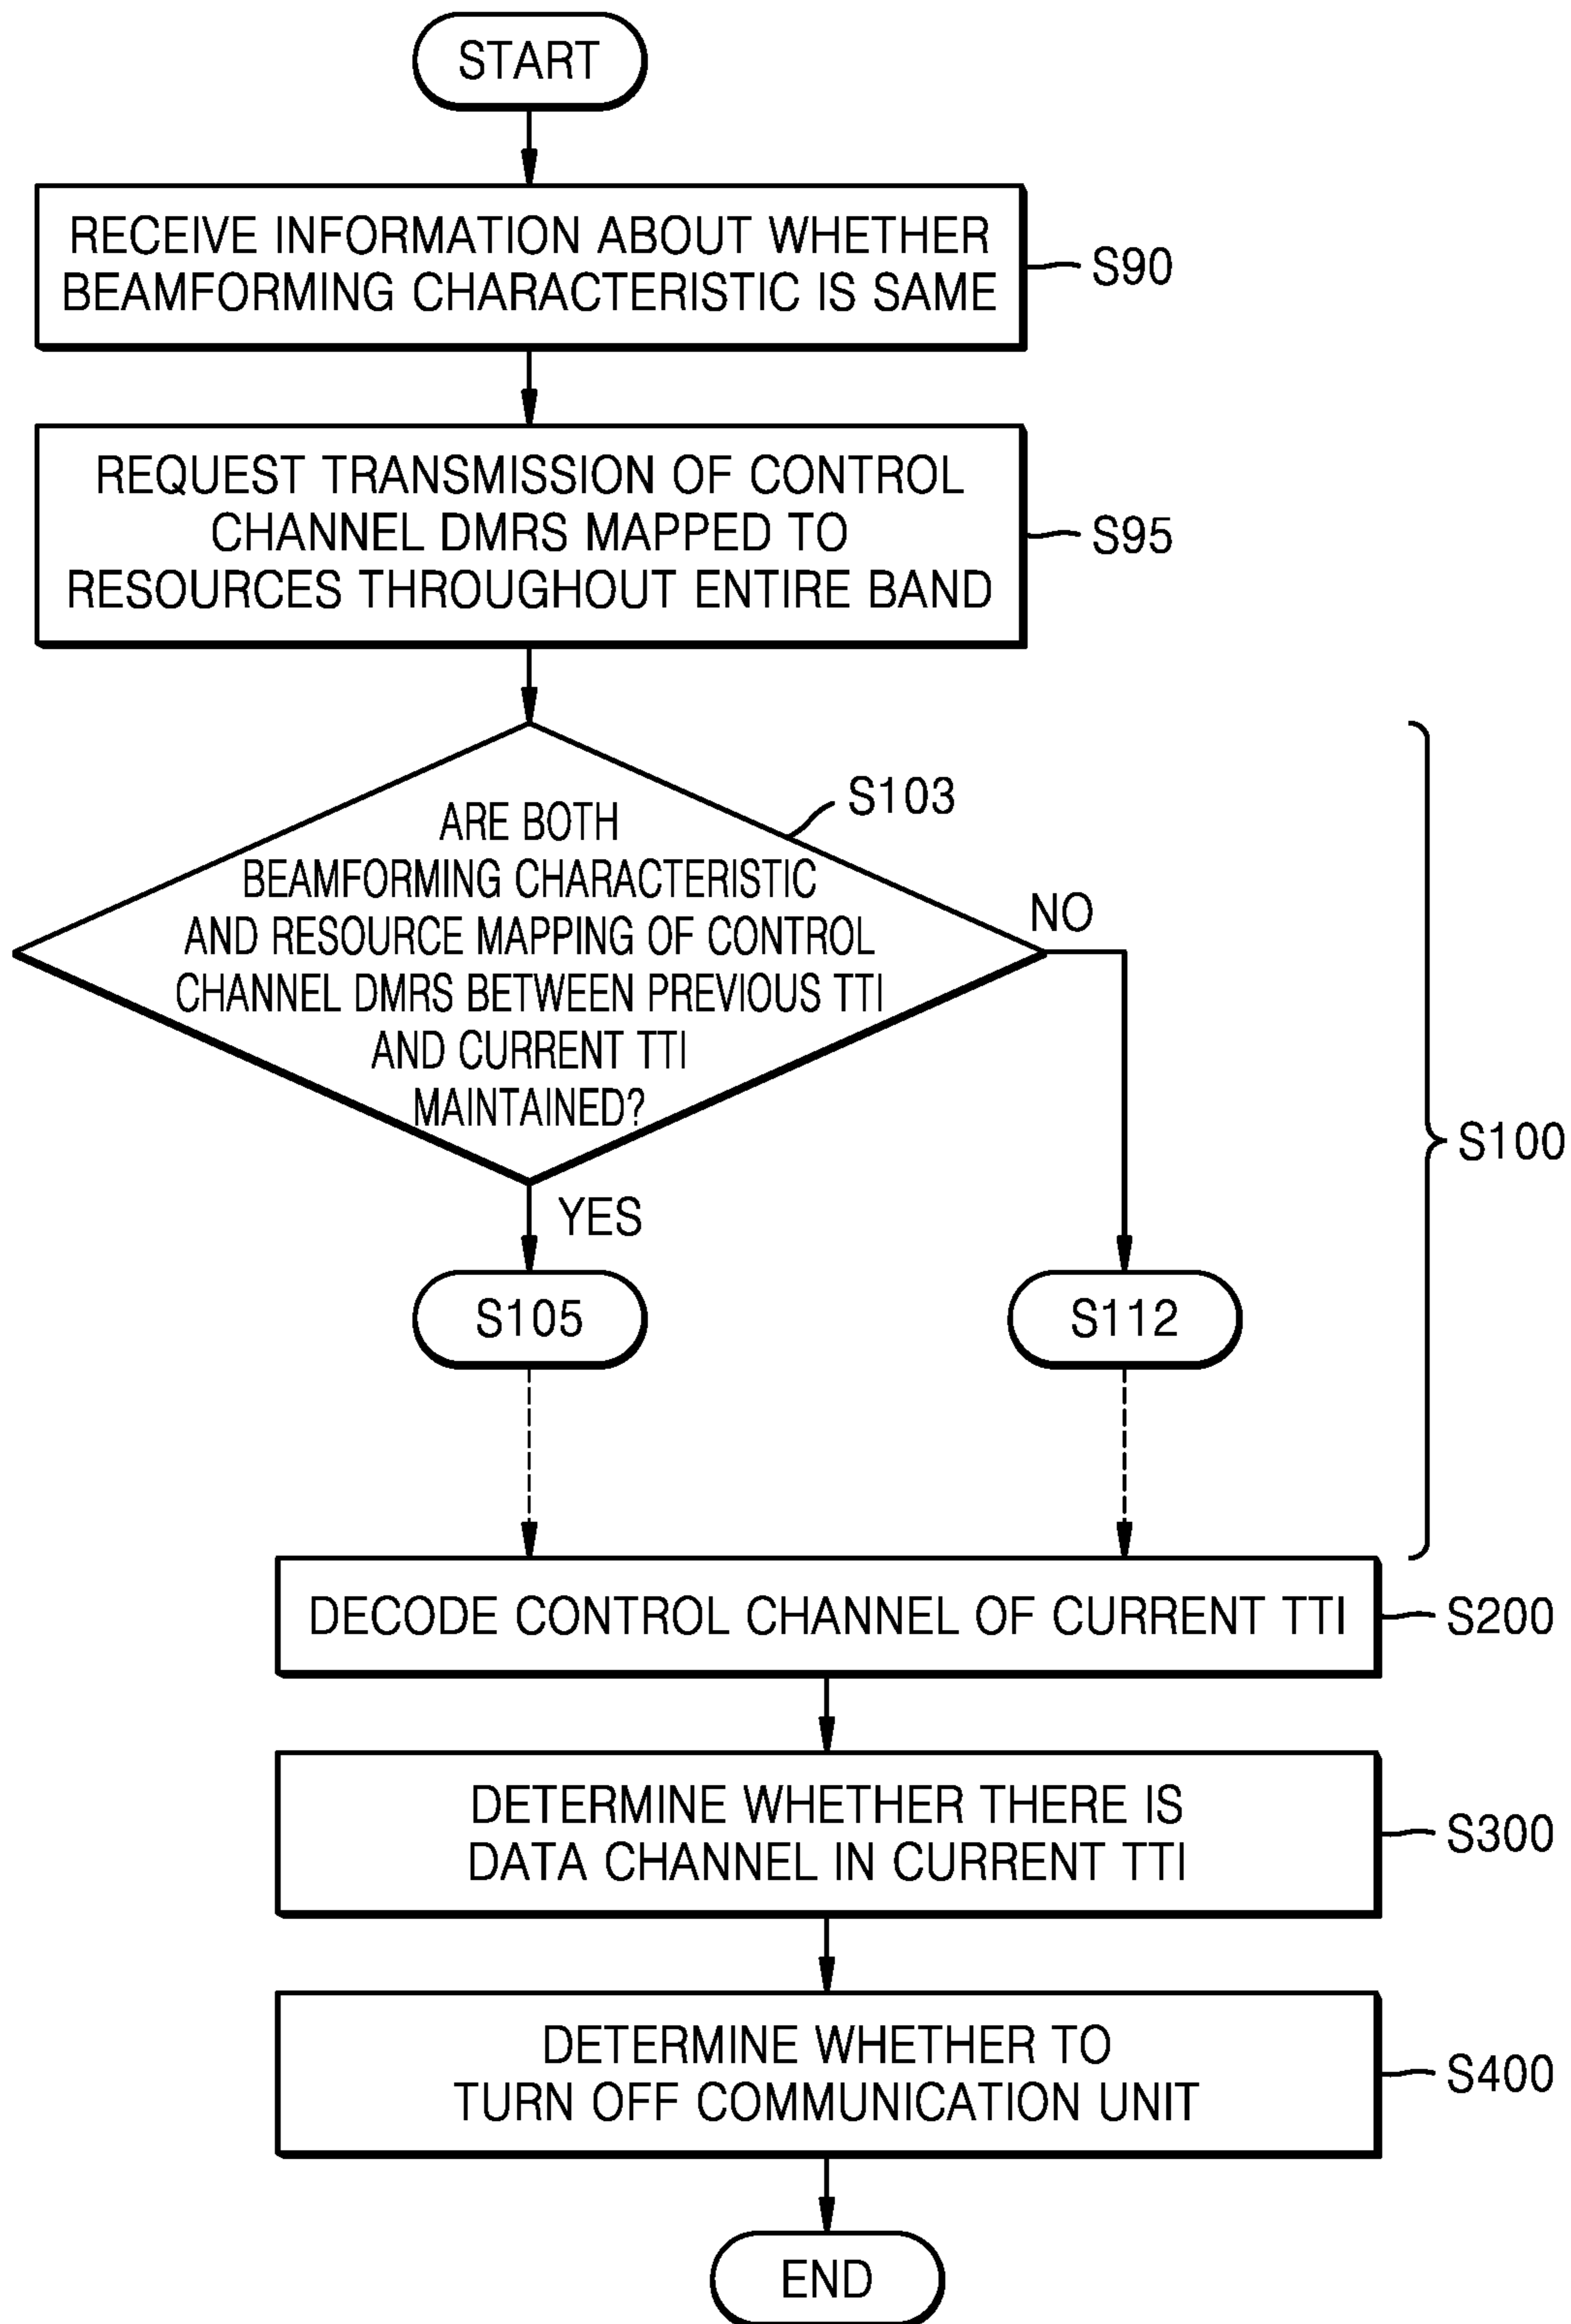 START
RECEIVE INFORMATION ABOUT WHETHER
BEAMFORMING CHARACTERISTIC IS SAME
S90
REQUEST TRANSMISSION OF CONTROL
CHANNEL DMRS MAPPED TO
RESOURCES THROUGHOUT ENTIRE BAND
S95
S103
ARE BOTH
BEAMFORMING CHARACTERISTIC
AND RESOURCE MAPPING OF CONTROL
CHANNEL DMRS BETWEEN PREVIOUS TTI
AND CURRENT TTI
MAINTAINED?
NO
YES
S100
S105
S112
DECODE CONTROL CHANNEL OF CURRENT TTI
S200
DETERMINE WHETHER THERE IS
DATA CHANNEL IN CURRENT TTI
S300
DETERMINE WHETHER TO
TURN OFF COMMUNICATION UNIT
S400
END